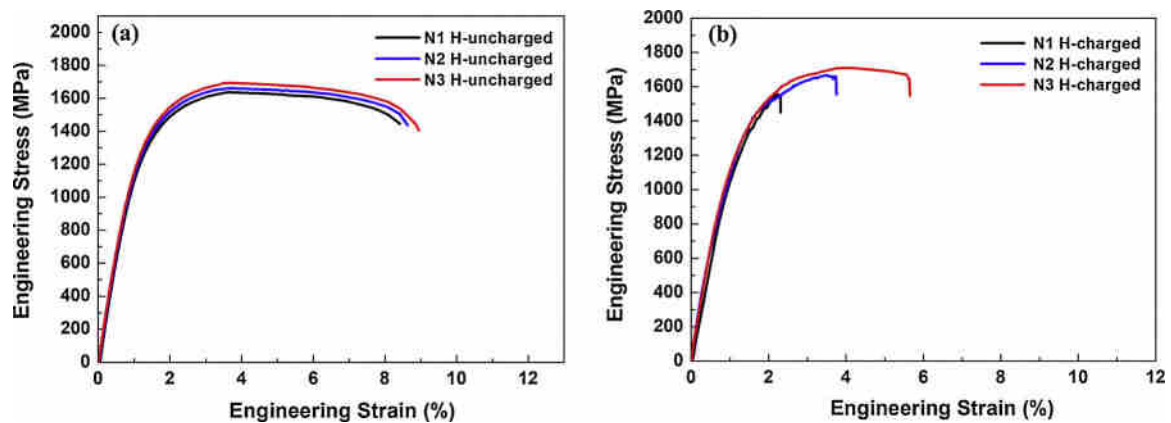 (a)
N1 H-uncharged
N2 H-uncharged
N3 H-uncharged
Engineering Stress (MPa)
2000
1800
1600
1400
1200
1000
800
600
400
200
0
0 2 4 6 8 10 12
Engineering Strain (%)
(b)
N1 H-charged
N2 H-charged
N3 H-charged
Engineering Stress (MPa)
2000
1800
1600
1400
1200
1000
800
600
400
200
0
0 2 4 6 8 10 12
Engineering Strain (%)